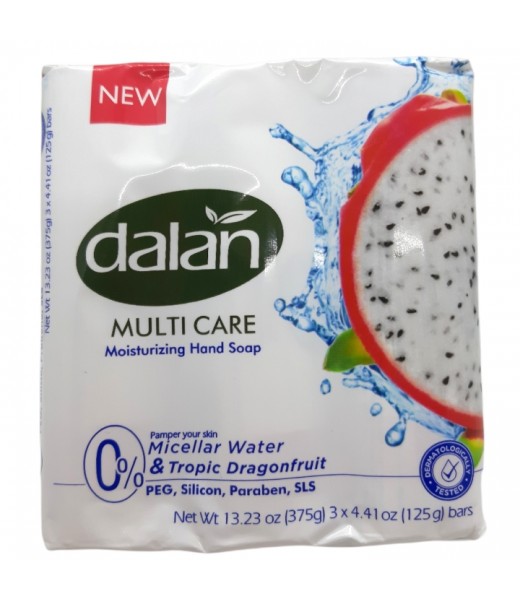 NEW
Net Wt 13.23 oz (375g) 3 x 4.41 oz (125 g) bars
dalan
MULTI CARE
Moisturizing Hand Soap
Pamper your skin
0%
Micellar Water
& Tropic Dragonfruit
PEG, Silicon, Paraben, SLS
DERMATOLOGICALLY
TESTED
Net Wt 13.23 oz (375g) 3 x 4.41 oz (125 g) bars